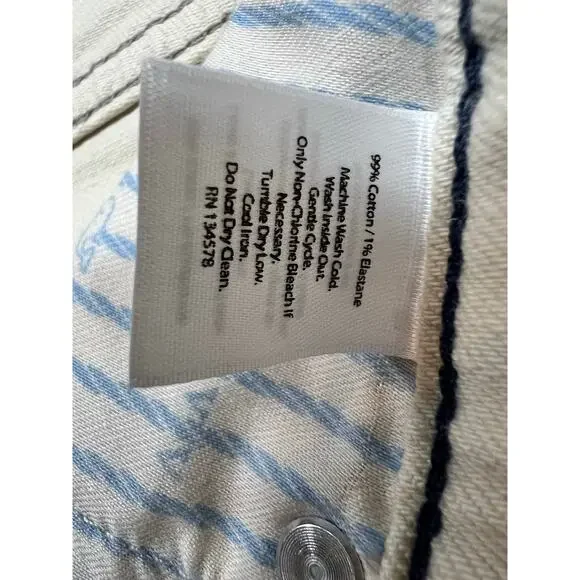 99% Cotton / 1% Elastane
Machine Wash Cold.
Wash Inside Out.
Gentle Cycle.
Only Non-Chlorine Bleach If
Necessary.
Tumble Dry Low.
Cool Iron.
Do Not Dry Clean.
RN 134578